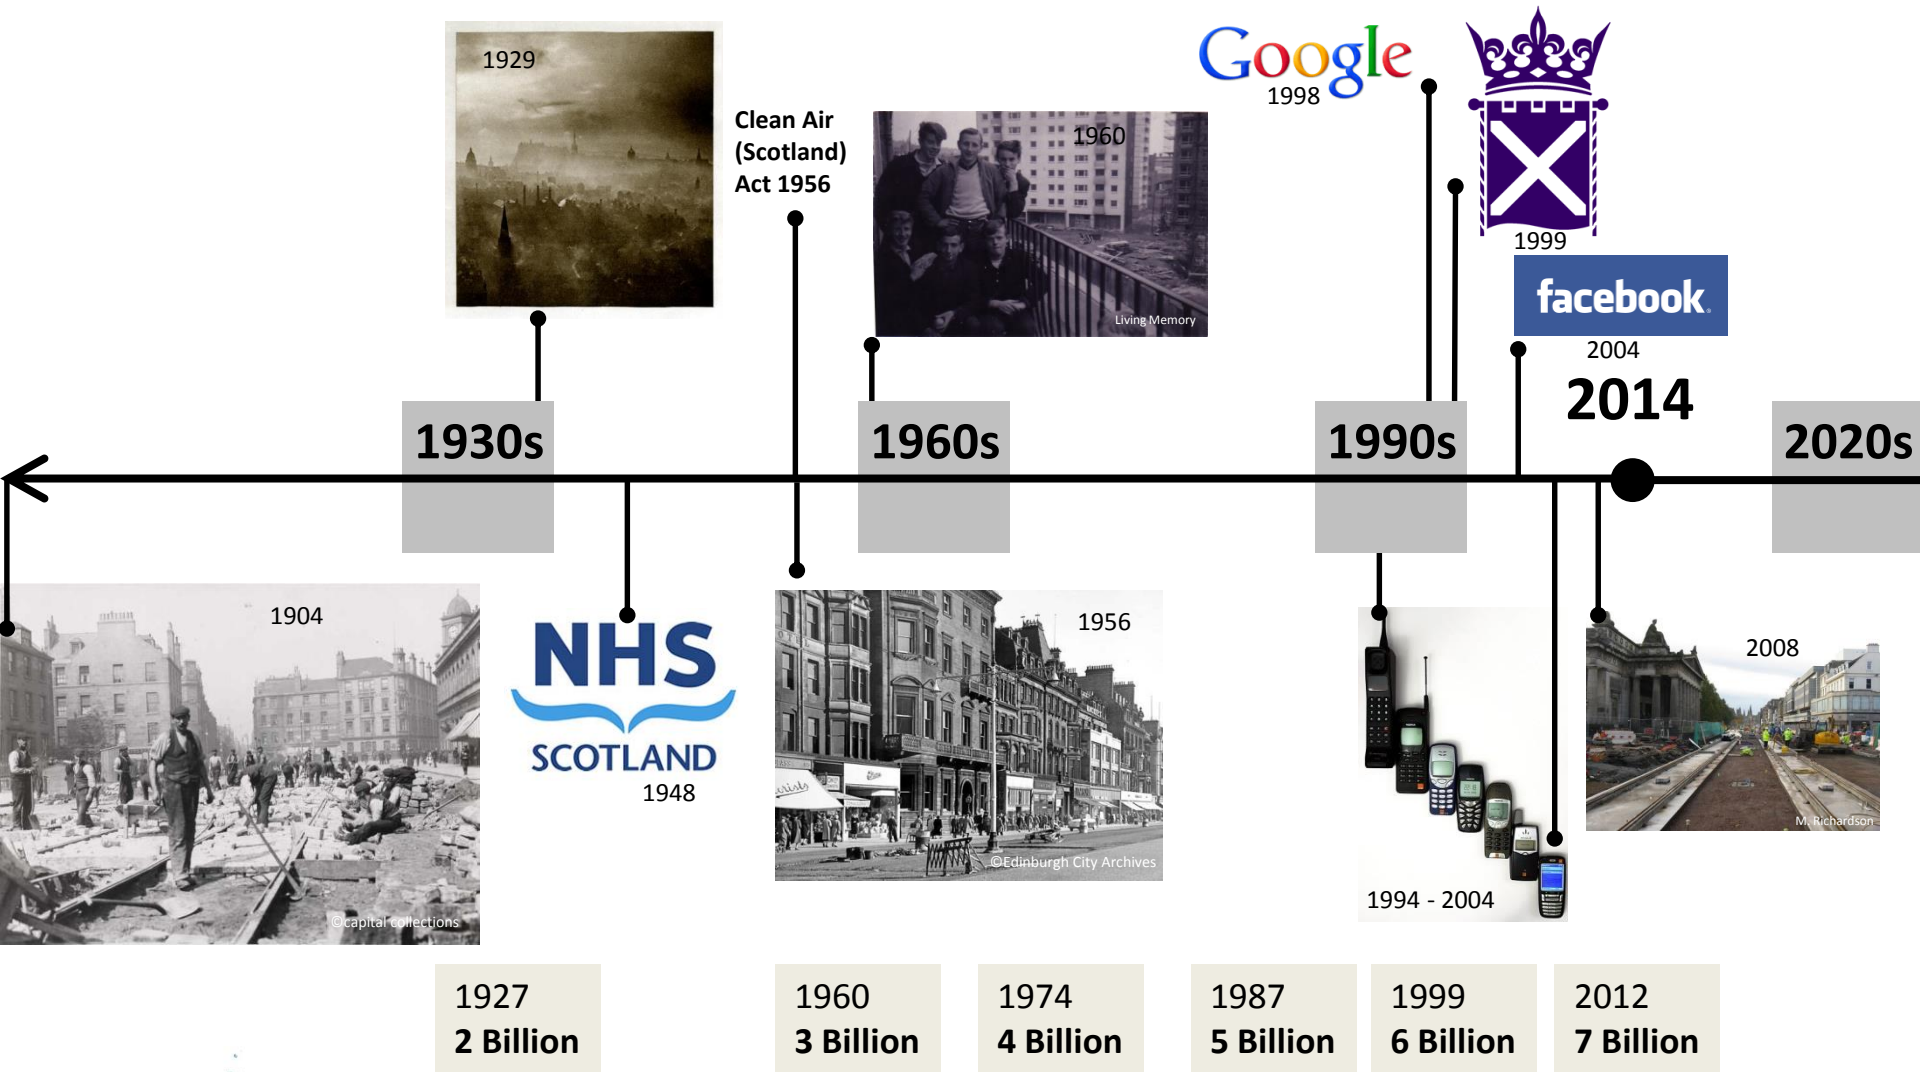 1929
Clean Air
(Scotland)
Act 1956
1960
Living Memory
Google
1998
1999
facebook
2004
2014
1930s
1960s
1990s
2020s
1904
©capital collections
NHS
SCOTLAND
1948
1956
©Edinburgh City Archives
1994 - 2004
2008
M. Richardson
1927
2 Billion
1960
3 Billion
1974
4 Billion
1987
5 Billion
1999
6 Billion
2012
7 Billion